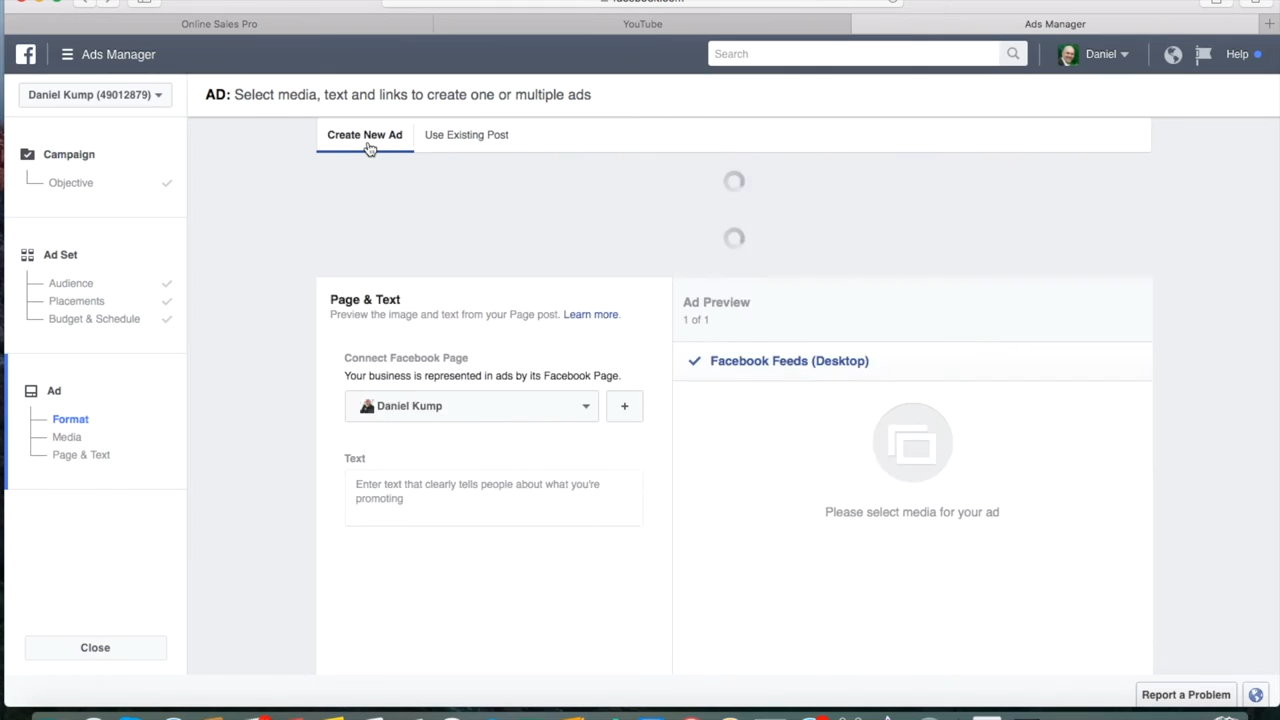 Online Sales Pro
YouTube
Ads Manager
Ads Manager
Search
Daniel
Help
Daniel Kump (49012879)
AD: Select media, text and links to create one or multiple ads
Create New Ad
Use Existing Post
Campaign
Objective
Ad Set
Audience
Placements
Budget & Schedule
Ad
Format
Media
Page & Text
Close
Page & Text
Preview the image and text from your Page post. Learn more.
Connect Facebook Page
Your business is represented in ads by its Facebook Page.
Daniel Kump
+
Text
Enter text that clearly tells people about what you're
promoting
Ad Preview
1 of 1
Facebook Feeds (Desktop)
Please select media for your ad
Report a Problem